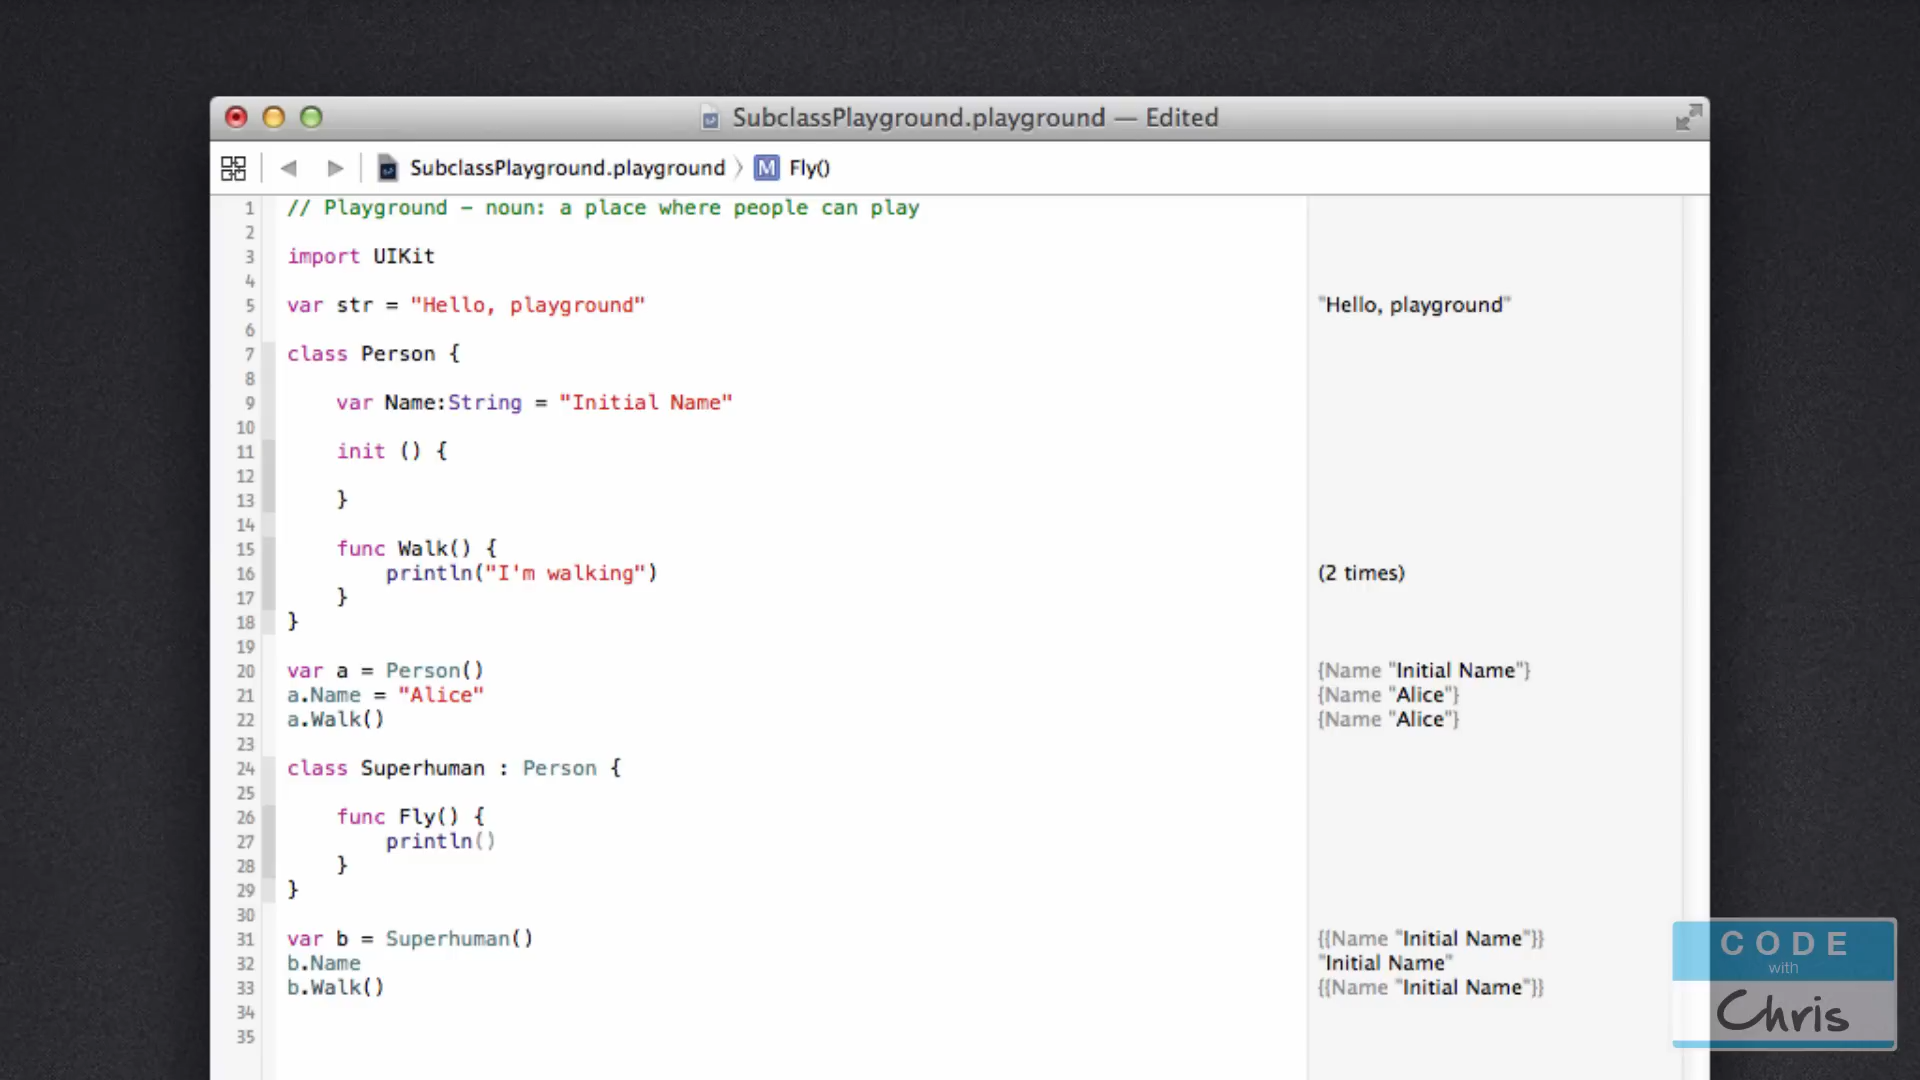 SubclassPlayground.playground — Edited
SubclassPlayground.playground 〉 M Fly()
1 // Playground - noun: a place where people can play
2
3 import UIKit
4
5 var str = "Hello, playground" "Hello, playground"
6
7 class Person {
8
9 var Name:String = "Initial Name"
10
11 init () {
12
13 }
14
15 func Walk() {
16 println("I'm walking") (2 times)
17 }
18 }
19
20 var a = Person() {Name "Initial Name"}
21 a.Name = "Alice" {Name "Alice"}
22 a.Walk() {Name "Alice"}
23
24 class Superhuman : Person {
25
26 func Fly() {
27 println()
28 }
29 }
30
31 var b = Superhuman() {{Name "Initial Name"}}
32 b.Name "Initial Name"
33 b.Walk() {{Name "Initial Name"}}
34
35
CODE
with
Chris